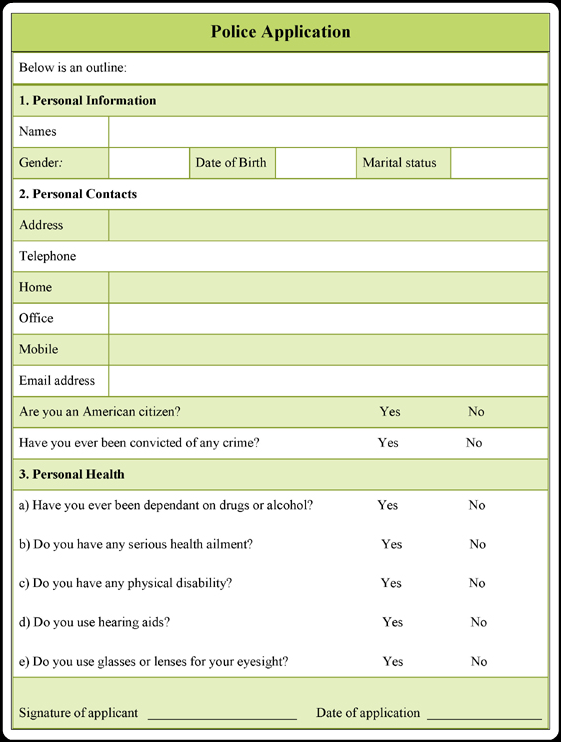 Police Application
Below is an outline:
1. Personal Information
Names
Gender: Date of Birth Marital status
2. Personal Contacts
Address
Telephone
Home
Office
Mobile
Email address
Are you an American citizen? Yes No
Have you ever been convicted of any crime? Yes No
3. Personal Health
a) Have you ever been dependant on drugs or alcohol? Yes No
b) Do you have any serious health ailment? Yes No
c) Do you have any physical disability? Yes No
d) Do you use hearing aids? Yes No
e) Do you use glasses or lenses for your eyesight? Yes No
Signature of applicant ____________________ Date of application ________________